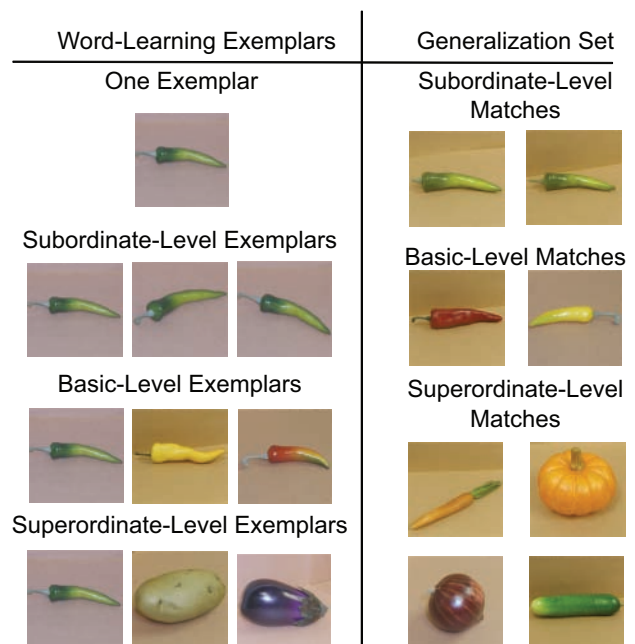 Word-Learning Exemplars
One Exemplar
Subordinate-Level Exemplars
Basic-Level Exemplars
Superordinate-Level Exemplars
Generalization Set
Subordinate-Level
Matches
Basic-Level Matches
Superordinate-Level
Matches